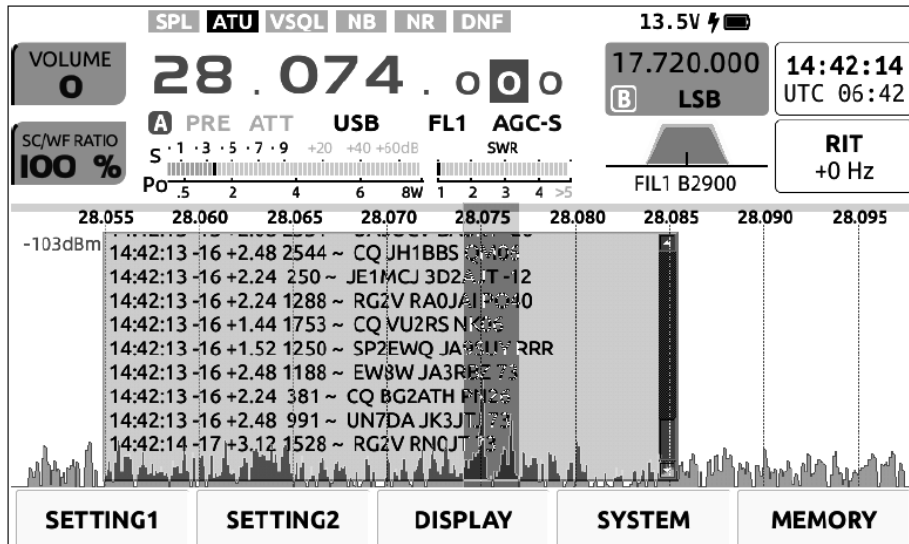 SPL ATU VSQL NB NR DNF
13.5V
VOLUME
0
28.074.000
17.720.000
B LSB
14:42:14
UTC 06:42
A PRE ATT USB FL1 AGC-S
SC/WF RATIO
100 %
S ·1 ·3 ·5 ·7 ·9 +20 +40 +60dB
SWR
Po .5 2 4 6 8W 1 2 3 4 >5
FIL1 B2900
RIT
+0 Hz
28.055 28.060 28.065 28.070 28.075 28.080 28.085 28.090 28.095
-103dBm
14:42:13 -16 +2.48 2544 ~ CQ JH1BBS
14:42:13 -16 +2.24 250 ~ JE1MCJ 3D2AJT -12
14:42:13 -16 +2.24 1288 ~ RG2V RA0JAI PO40
14:42:13 -16 +1.44 1753 ~ CQ VU2RS
14:42:13 -16 +1.52 1250 ~ SP2EWQ RRR
14:42:13 -16 +2.48 1188 ~ EW8W 73
14:42:13 -16 +2.24 381 ~ CQ BG2ATH
14:42:13 -16 +2.48 991 ~ UN7DA JK3JTJ 73
14:42:14 -17 +3.12 1528 ~ RG2V RN0JT 73
SETTING1 SETTING2 DISPLAY SYSTEM MEMORY